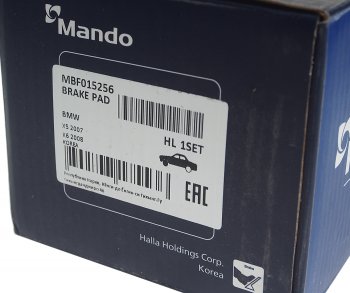 Mando
MBF015256
BRAKE PAD
BMW
X5 2007
X6 2008
KOREA
HL 1SET
EAC
Halla Holdings Corp.
Korea